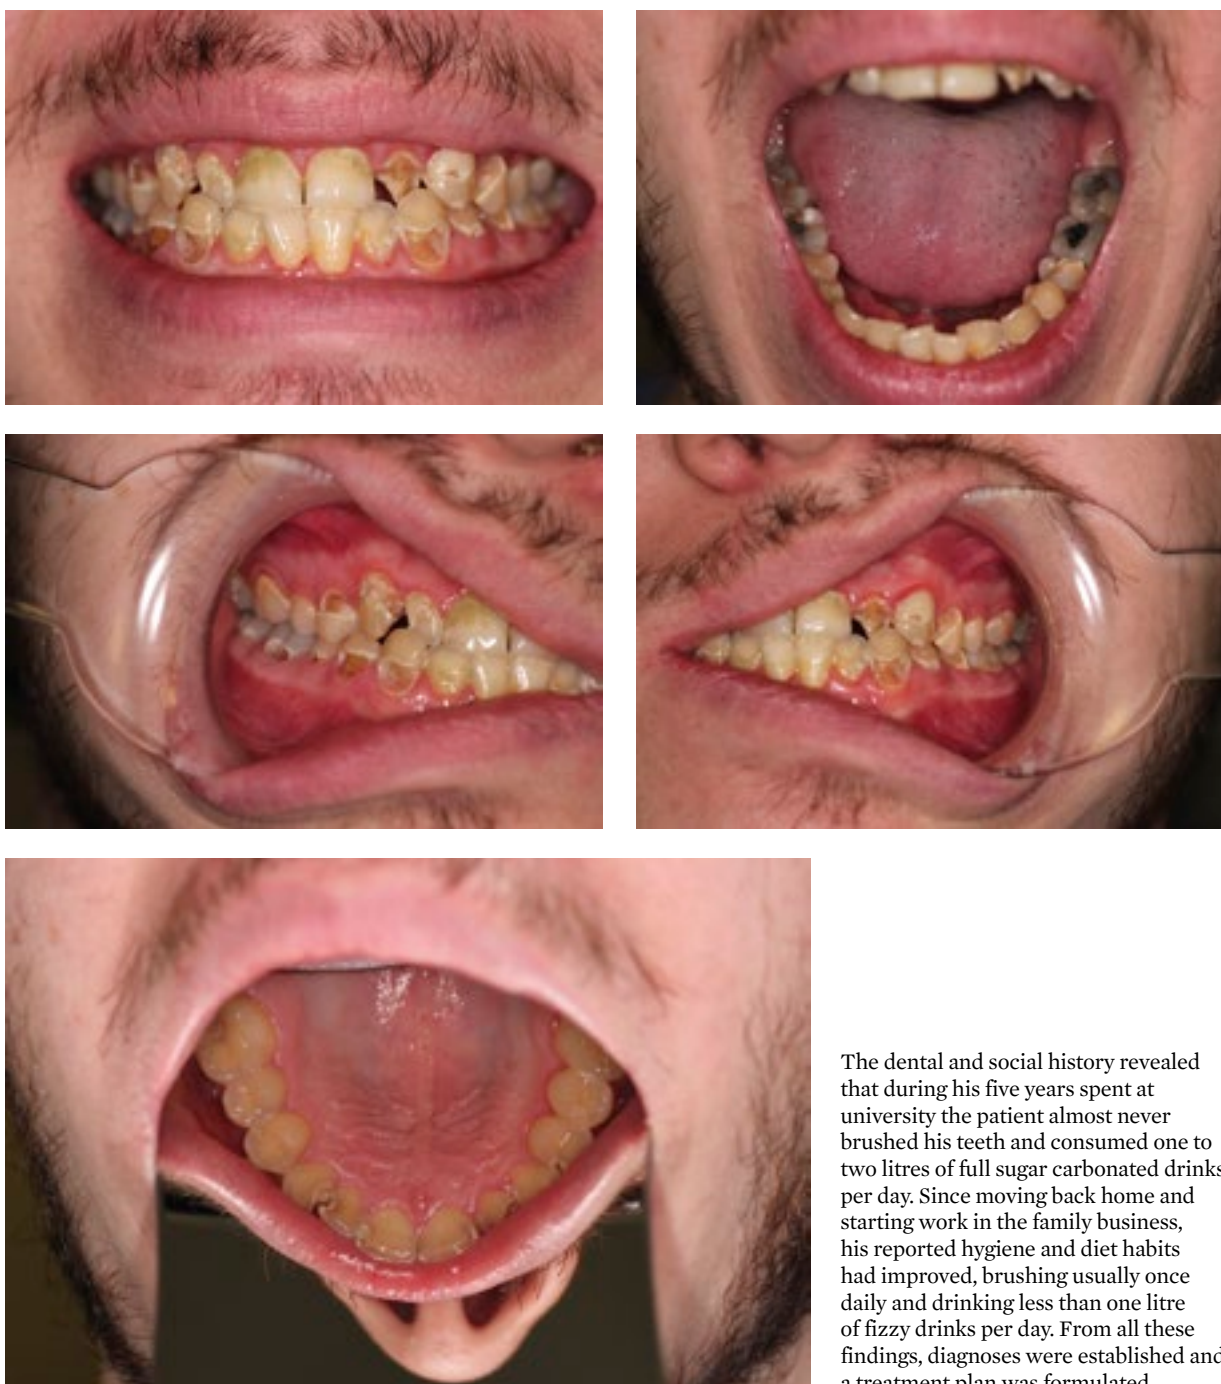 The dental and social history revealed
that during his five years spent at
university the patient almost never
brushed his teeth and consumed one to
two litres of full sugar carbonated drinks
per day. Since moving back home and
starting work in the family business,
his reported hygiene and diet habits
had improved, brushing usually once
daily and drinking less than one litre
of fizzy drinks per day. From all these
findings, diagnoses were established and
a treatment plan was formulated